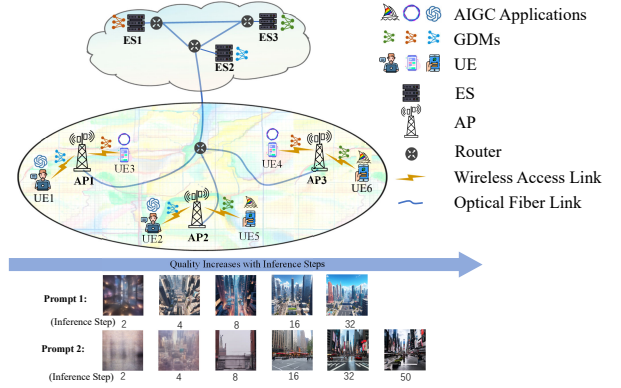 ES1
ES3
ES2
UE1
AP1
UE3
UE2
AP2
UE5
UE4
AP3
UE6
AIGC Applications
GDMs
UE
ES
AP
Router
Wireless Access Link
Optical Fiber Link
Quality Increases with Inference Steps
Prompt 1:
(Inference Step) 2 4 8 16 32
Prompt 2:
(Inference Step) 2 4 8 16 32 50